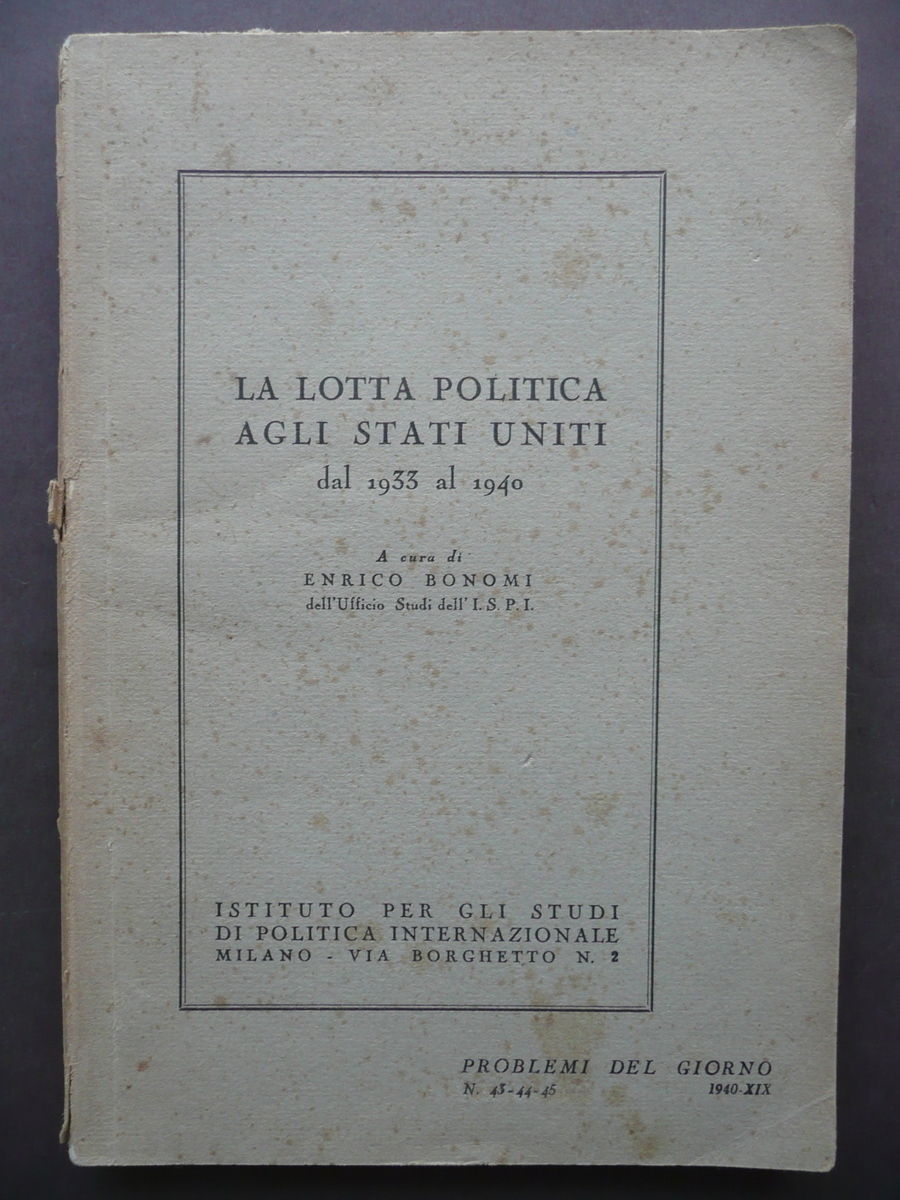 LA LOTTA POLITICA
AGLI STATI UNITI
dal 1933 al 1940
A cura di
ENRICO BONOMI
dell'Ufficio Studi dell' I. S. P. I.
ISTITUTO PER GLI STUDI
DI POLITICA INTERNAZIONALE
MILANO - VIA BORGHETTO N. 2
PROBLEMI DEL GIORNO
N. 43-44-45 1940-XIX